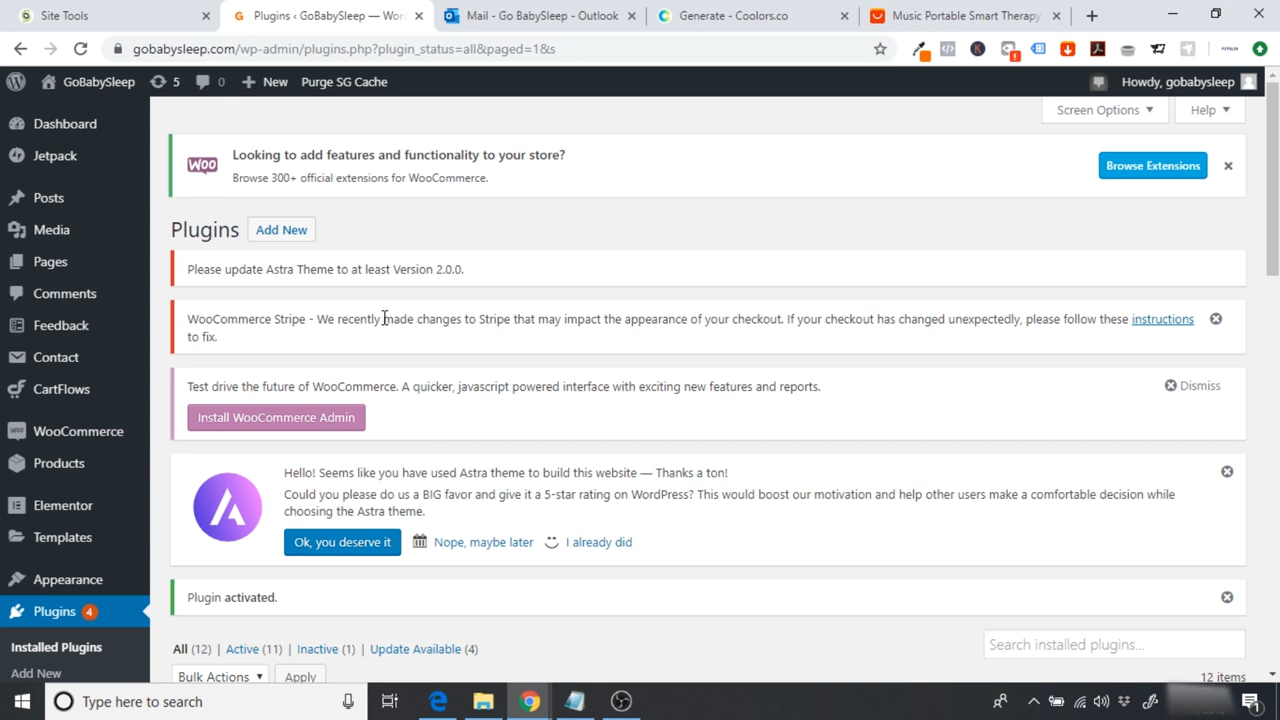 Site Tools
Plugins ‹ GoBabySleep — Wor
Mail - Go BabySleep - Outlook
Generate - Coolors.co
Music Portable Smart Therapy
gobabysleep.com/wp-admin/plugins.php?plugin_status=all&paged=1&s
GoBabySleep
5
0
New
Purge SG Cache
Howdy, gobabysleep
Screen Options
Help
Dashboard
Jetpack
Posts
Media
Pages
Comments
Feedback
Contact
CartFlows
WooCommerce
Products
Elementor
Templates
Appearance
Plugins 4
Installed Plugins
Add New
WOO
Looking to add features and functionality to your store?
Browse 300+ official extensions for WooCommerce.
Browse Extensions
Plugins
Add New
Please update Astra Theme to at least Version 2.0.0.
WooCommerce Stripe - We recently made changes to Stripe that may impact the appearance of your checkout. If your checkout has changed unexpectedly, please follow these instructions
to fix.
Test drive the future of WooCommerce. A quicker, javascript powered interface with exciting new features and reports.
Dismiss
Install WooCommerce Admin
Hello! Seems like you have used Astra theme to build this website — Thanks a ton!
Could you please do us a BIG favor and give it a 5-star rating on WordPress? This would boost our motivation and help other users make a comfortable decision while
choosing the Astra theme.
Ok, you deserve it
Nope, maybe later
I already did
Plugin activated.
All (12) | Active (11) | Inactive (1) | Update Available (4)
Search installed plugins...
Bulk Actions
Apply
12 items
Type here to search
1